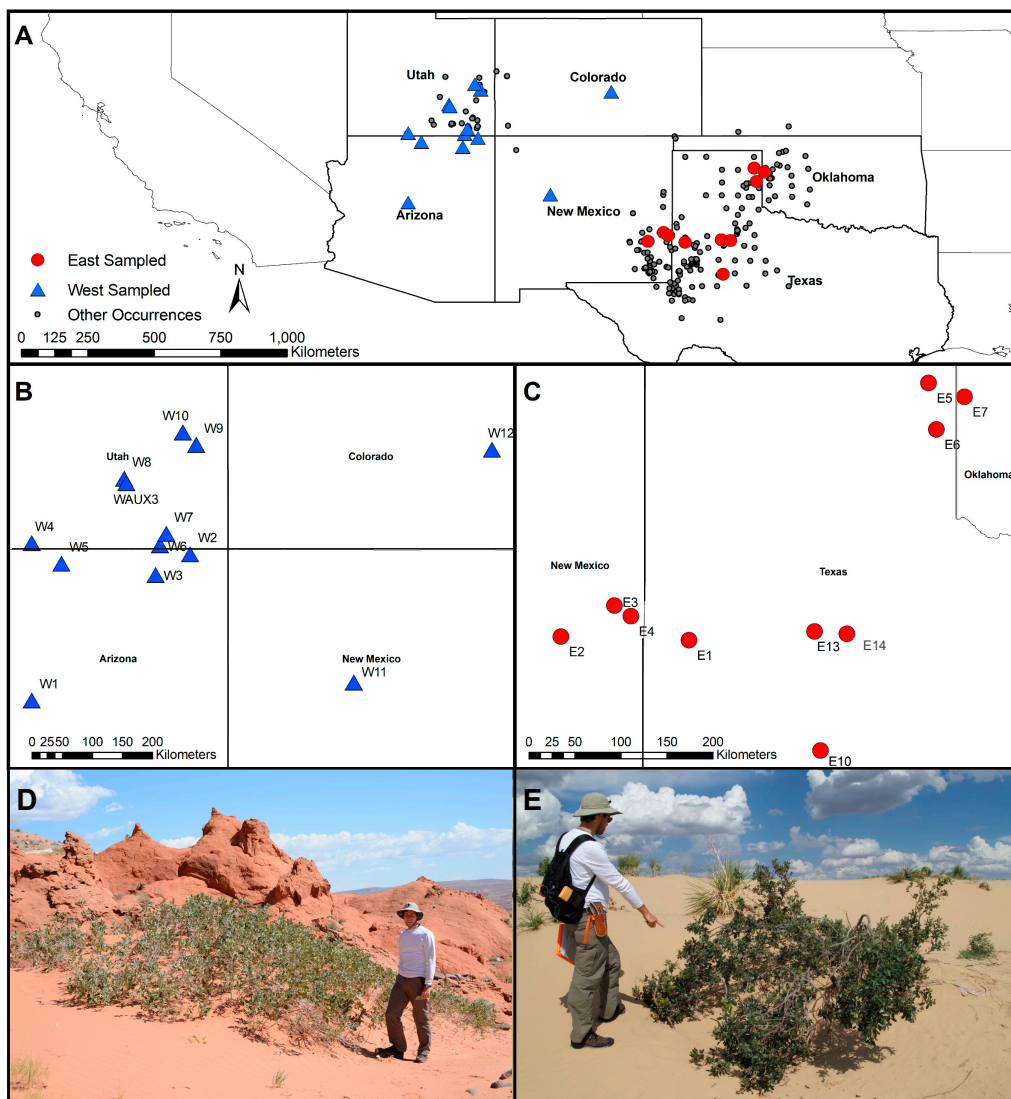 A
Utah
Colorado
Arizona
New Mexico
Oklahoma
Texas
East Sampled
West Sampled
Other Occurrences
N
0 125 250 500 750 1,000
Kilometers
B
W10
W9
Utah
W8
WAUX3
Colorado
W12
W4
W7
W5
W6
W2
W3
Arizona
New Mexico
W11
W1
0 2550 100 150 200
Kilometers
C
E5
E7
E6
Oklahoma
New Mexico
Texas
E3
E4
E2
E1
E13
E14
0 25 50 100 150 200
Kilometers
E10
D
E